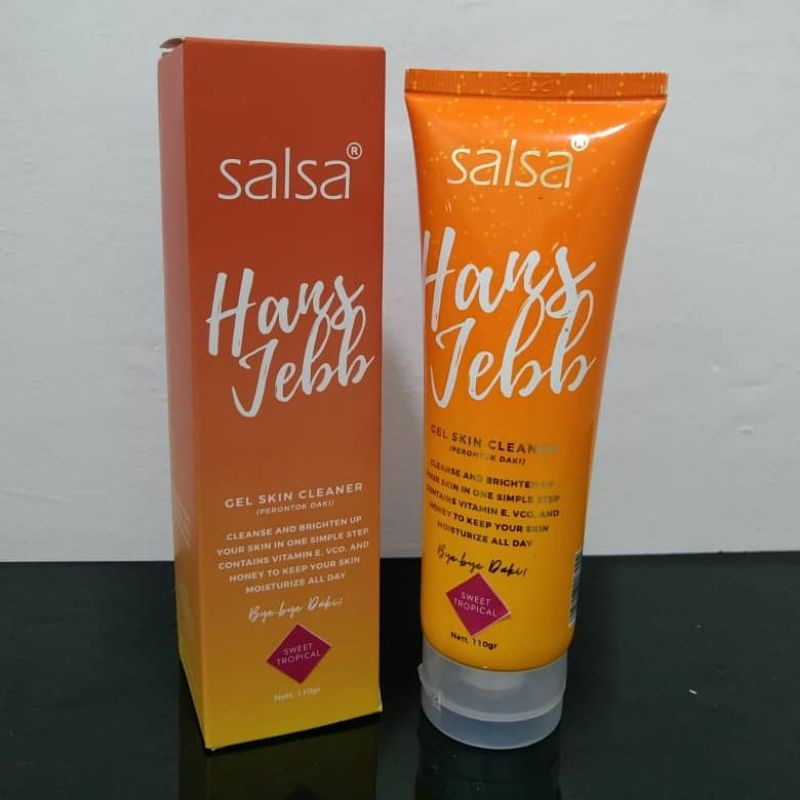 salsa®
Hans
Jebb
GEL SKIN CLEANER
(PERONTOK DAKI)
CLEANSE AND BRIGHTEN UP
YOUR SKIN IN ONE SIMPLE STEP
CONTAINS VITAMIN E, VCO, AND
HONEY TO KEEP YOUR SKIN
MOISTURIZE ALL DAY
Bye-bye Daki!
SWEET
TROPICAL
Nett. 110gr
salsa®
Hans
Jebb
GEL SKIN CLEANER
(PERONTOK DAKI)
CLEANSE AND BRIGHTEN UP
YOUR SKIN IN ONE SIMPLE STEP
CONTAINS VITAMIN E, VCO, AND
HONEY TO KEEP YOUR SKIN
MOISTURIZE ALL DAY
Bye-bye Daki!
SWEET
TROPICAL
Nett. 110gr